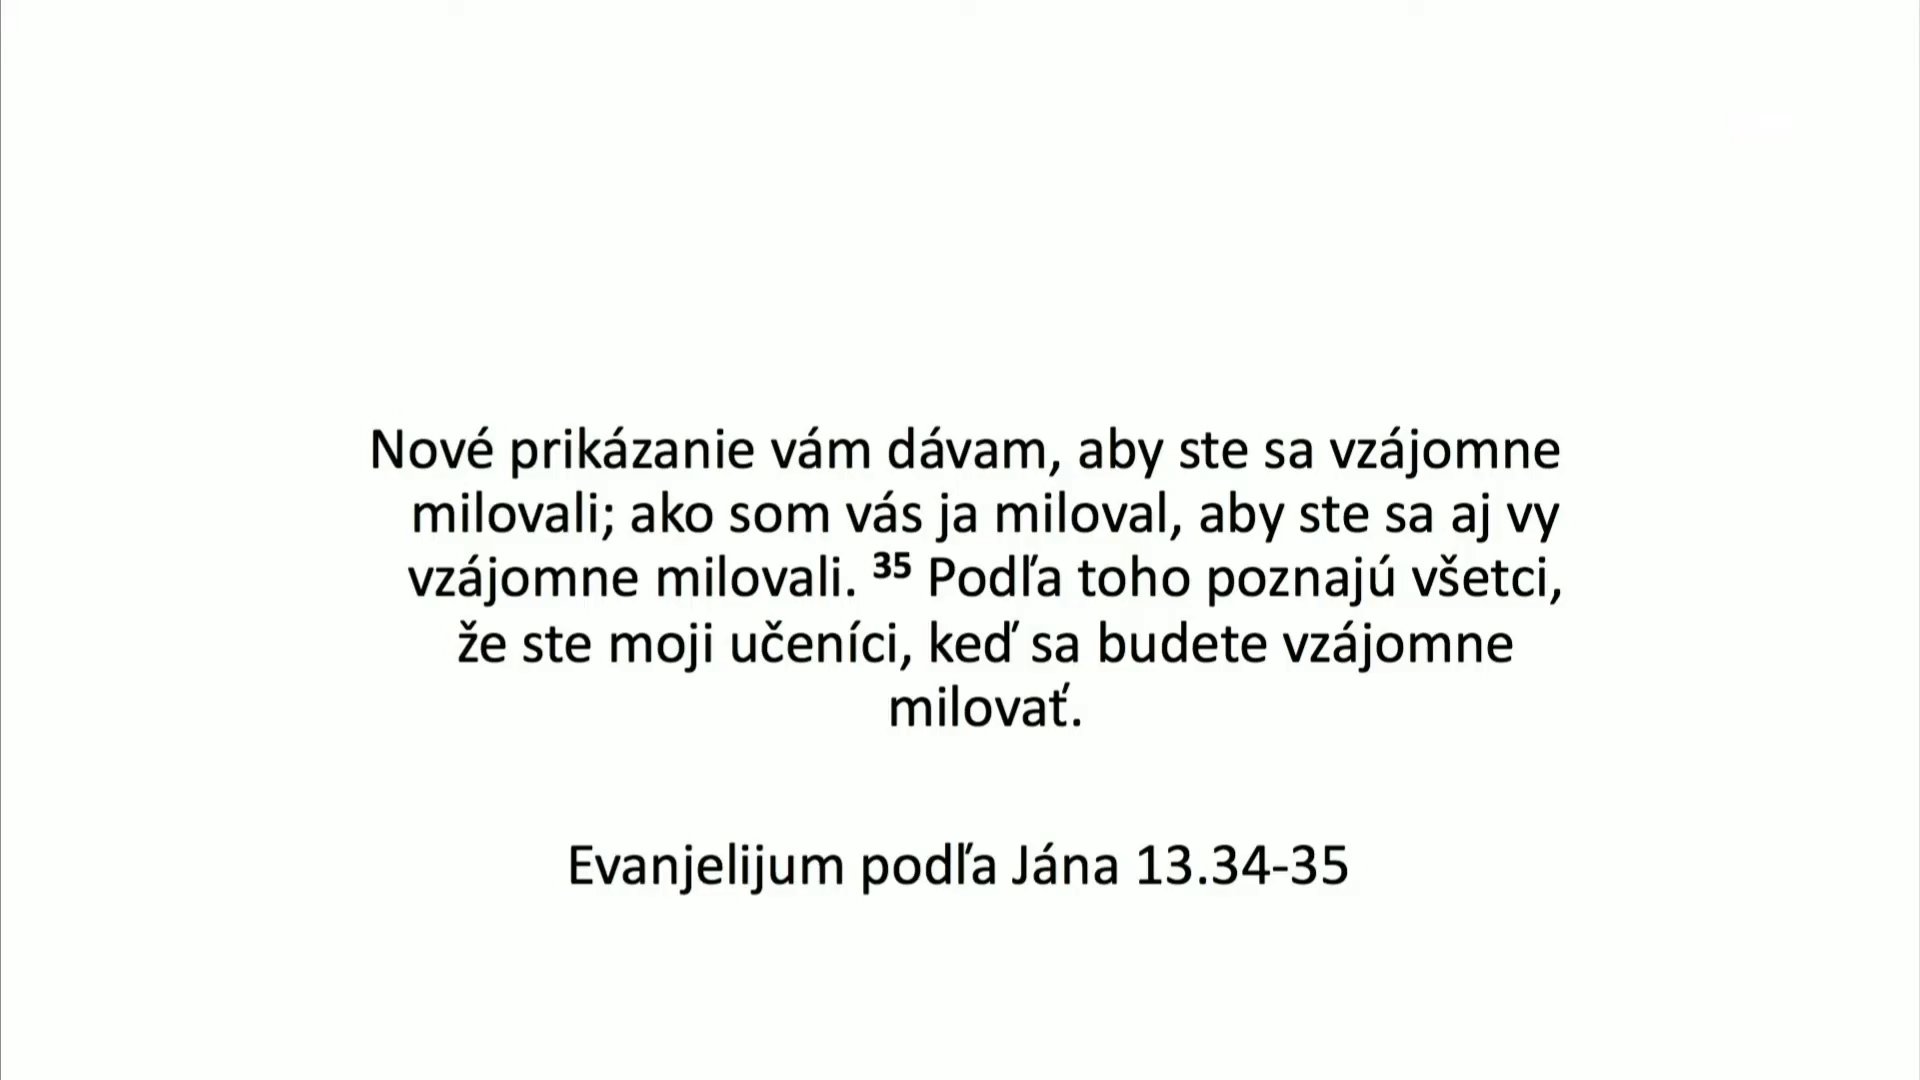 Nové prikázanie vám dávam, aby ste sa vzájomne
milovali; ako som vás ja miloval, aby ste sa aj vy
vzájomne milovali. 35 Podľa toho poznajú všetci,
že ste moji učeníci, keď sa budete vzájomne
milovať.
Evanjelijum podľa Jána 13.34-35